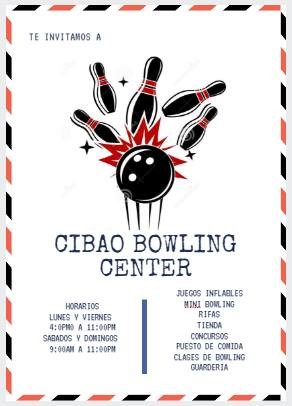 TE INVITAMOS A
CIBAO BOWLING
CENTER
HORARIOS
LUNES Y VIERNES
4:0PM0 A 11:00PM
SABADOS Y DOMINGOS
9:00AM A 11:00PM
JUEGOS INFLABLES
MINI BOWLING
RIFAS
TIENDA
CONCURSOS
PUESTO DE COMIDA
CLASES DE BOWLING
GUARDERIA